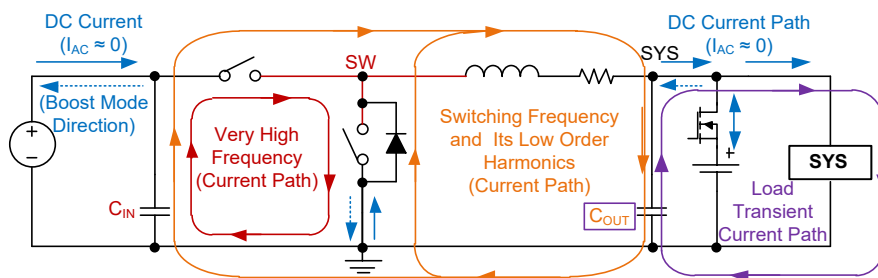 DC Current
(I_AC ≈ 0)
(Boost Mode
Direction)
+
−
C_IN
SW
Very High
Frequency
(Current Path)
Switching Frequency
and Its Low Order
Harmonics
(Current Path)
SYS
C_OUT
DC Current Path
(I_AC ≈ 0)
+
SYS
Load
Transient
Current Path